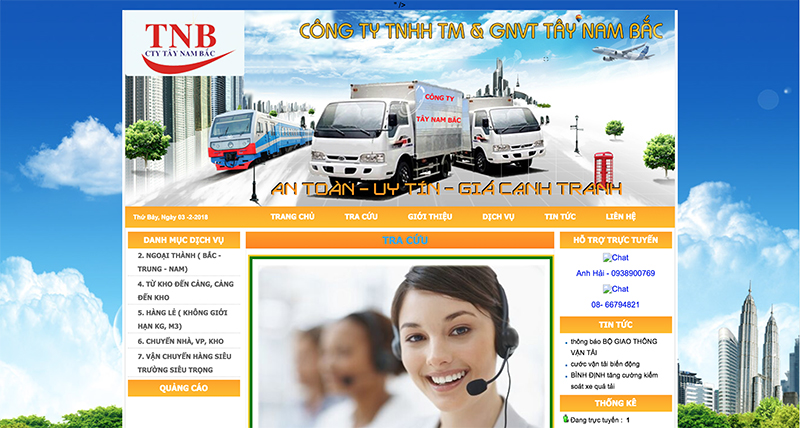 " />
TNB
CTY TÂY NAM BẮC
CÔNG TY TNHH TM & GNVT TÂY NAM BẮC
CÔNG TY
TÂY NAM BẮC
AN TOÀN - UY TÍN - GIÁ CẠNH TRANH
Thứ Bảy, Ngày 03 -2-2018
TRANG CHỦ
TRA CỨU
GIỚI THIỆU
DỊCH VỤ
TIN TỨC
LIÊN HỆ
DANH MỤC DỊCH VỤ
2. NGOẠI THÀNH ( BẮC -
TRUNG - NAM)
4. TỪ KHO ĐẾN CẢNG, CẢNG
ĐẾN KHO
5. HÀNG LẺ ( KHÔNG GIỚI
HẠN KG, M3)
6. CHUYỂN NHÀ, VP, KHO
7. VẬN CHUYỂN HÀNG SIÊU
TRƯỜNG SIÊU TRỌNG
QUẢNG CÁO
TRA CỨU
HỖ TRỢ TRỰC TUYẾN
Chat
Anh Hải - 0938900769
Chat
08- 66794821
TIN TỨC
thông báo BỘ GIAO THÔNG
VẬN TẢI
cước vận tải biển động
BÌNH ĐỊNH tăng cường kiểm
soát xe quá tải
THỐNG KÊ
Đang trực tuyến : 1